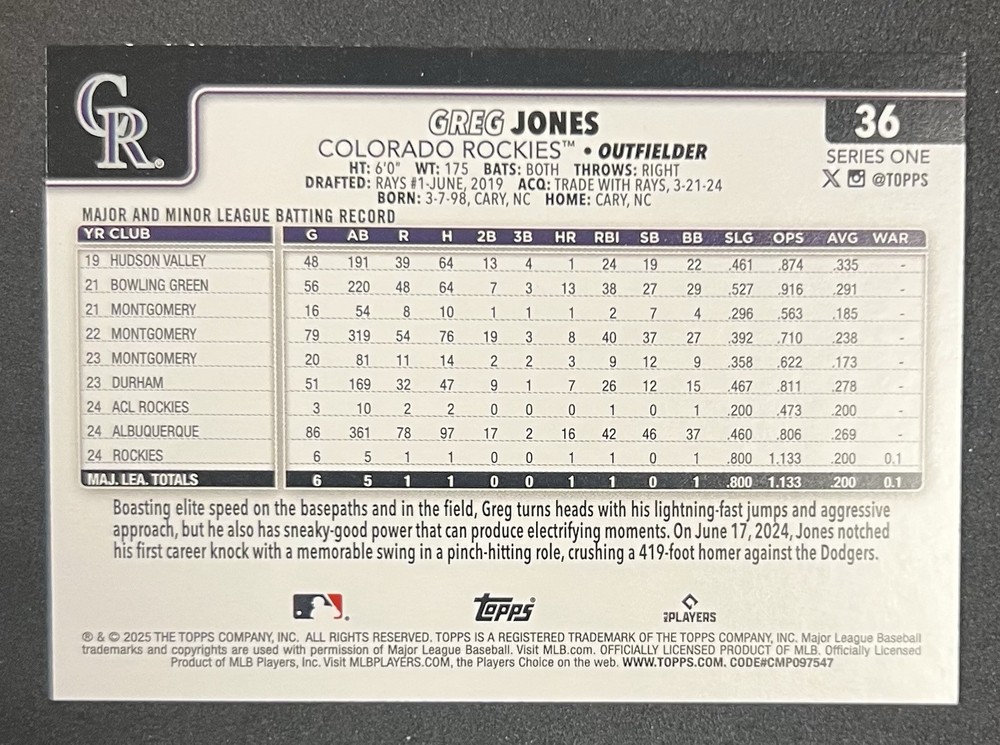 CR
GREG JONES
36
COLORADO ROCKIES™ • OUTFIELDER
SERIES ONE
HT: 6'0" WT: 175 BATS: BOTH THROWS: RIGHT
X @TOPPS
DRAFTED: RAYS #1-JUNE, 2019 ACQ: TRADE WITH RAYS, 3-21-24
BORN: 3-7-98, CARY, NC HOME: CARY, NC
MAJOR AND MINOR LEAGUE BATTING RECORD
YR CLUB G AB R H 2B 3B HR RBI SB BB SLG OPS AVG WAR
19 HUDSON VALLEY 48 191 39 64 13 4 1 24 19 22 .461 .874 .335 -
21 BOWLING GREEN 56 220 48 64 7 3 13 38 27 29 .527 .916 .291 -
21 MONTGOMERY 16 54 8 10 1 1 1 2 7 4 .296 .563 .185 -
22 MONTGOMERY 79 319 54 76 19 3 8 40 37 27 .392 .710 .238 -
23 MONTGOMERY 20 81 11 14 2 2 3 9 12 9 .358 .622 .173 -
23 DURHAM 51 169 32 47 9 1 7 26 12 15 .467 .811 .278 -
24 ACL ROCKIES 3 10 2 2 0 0 0 1 0 1 .200 .473 .200 -
24 ALBUQUERQUE 86 361 78 97 17 2 16 42 46 37 .460 .806 .269 -
24 ROCKIES 6 5 1 1 0 0 1 1 0 1 .800 1.133 .200 0.1
MAJ. LEA. TOTALS 6 5 1 1 0 0 1 1 0 1 .800 1.133 .200 0.1
Boasting elite speed on the basepaths and in the field, Greg turns heads with his lightning-fast jumps and aggressive
approach, but he also has sneaky-good power that can produce electrifying moments. On June 17, 2024, Jones notched
his first career knock with a memorable swing in a pinch-hitting role, crushing a 419-foot homer against the Dodgers.
Topps
PLAYERS
® & © 2025 THE TOPPS COMPANY, INC. ALL RIGHTS RESERVED. TOPPS IS A REGISTERED TRADEMARK OF THE TOPPS COMPANY, INC. Major League Baseball
trademarks and copyrights are used with permission of Major League Baseball. Visit MLB.com. OFFICIALLY LICENSED PRODUCT OF MLB. Officially Licensed
Product of MLB Players, Inc. Visit MLBPLAYERS.COM, the Players Choice on the web. WWW.TOPPS.COM. CODE#CMP097547